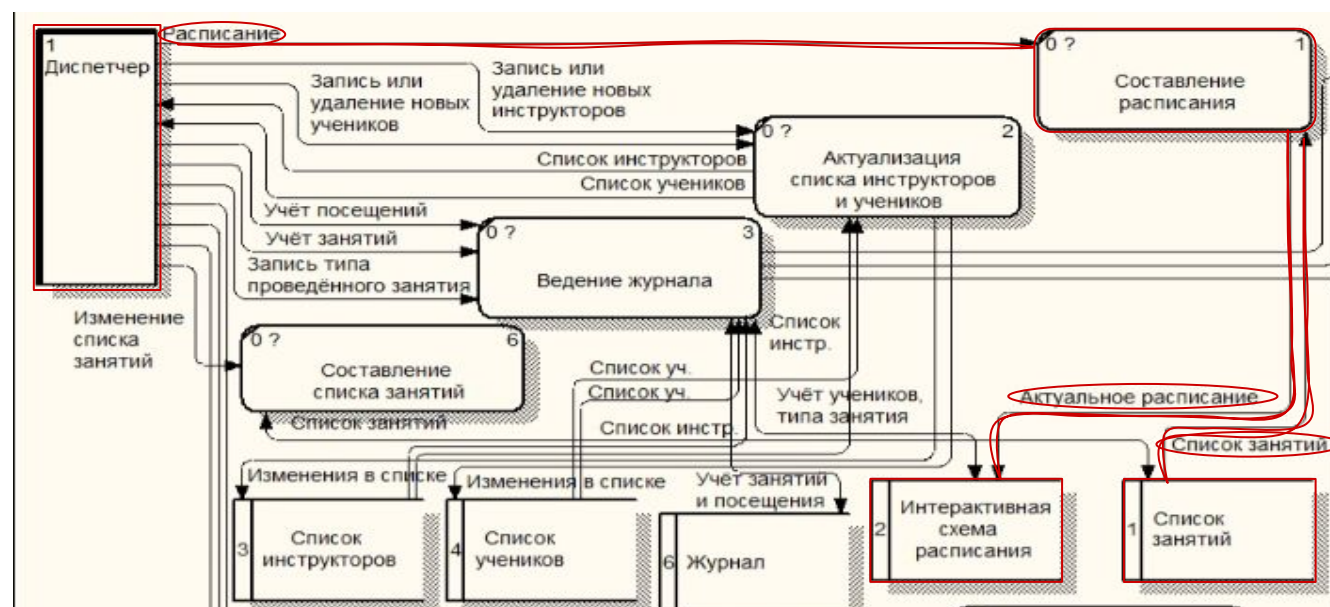 Расписание
1
Диспетчер
Запись или
удаление новых
учеников
Запись или
удаление новых
инструкторов
0 ?
1
Составление
расписания
0 ?
2
Актуализация
списка инструкторов
и учеников
Список инструкторов
Список учеников
Учёт посещений
Учёт занятий
Запись типа
проведённого занятия
0 ?
3
Ведение журнала
Изменение
списка
занятий
0 ?
6
Составление
списка занятий
Список
инстр.
Список уч.
Список уч.
Учёт учеников,
типа занятия
Актуальное расписание
Список занятий
Список инстр.
Список занятий
Изменения в списке
Изменения в списке
Учёт занятий
и посещения
3
Список
инструкторов
4
Список
учеников
6
Журнал
2
Интерактивная
схема
расписания
1
Список
занятий